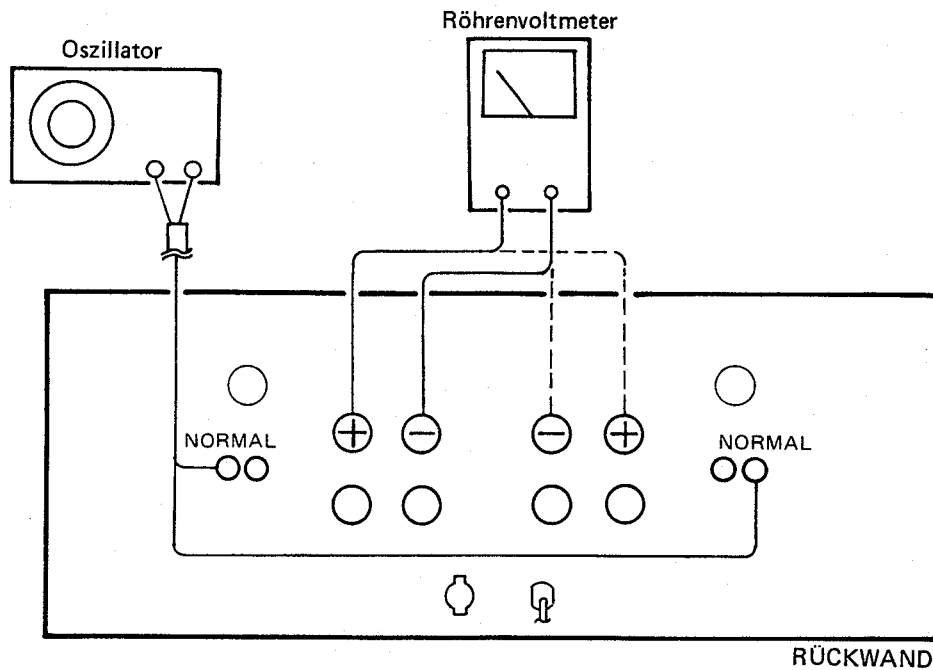 Röhrenvoltmeter
Oszillator
+ − − +
NORMAL
NORMAL
RÜCKWAND